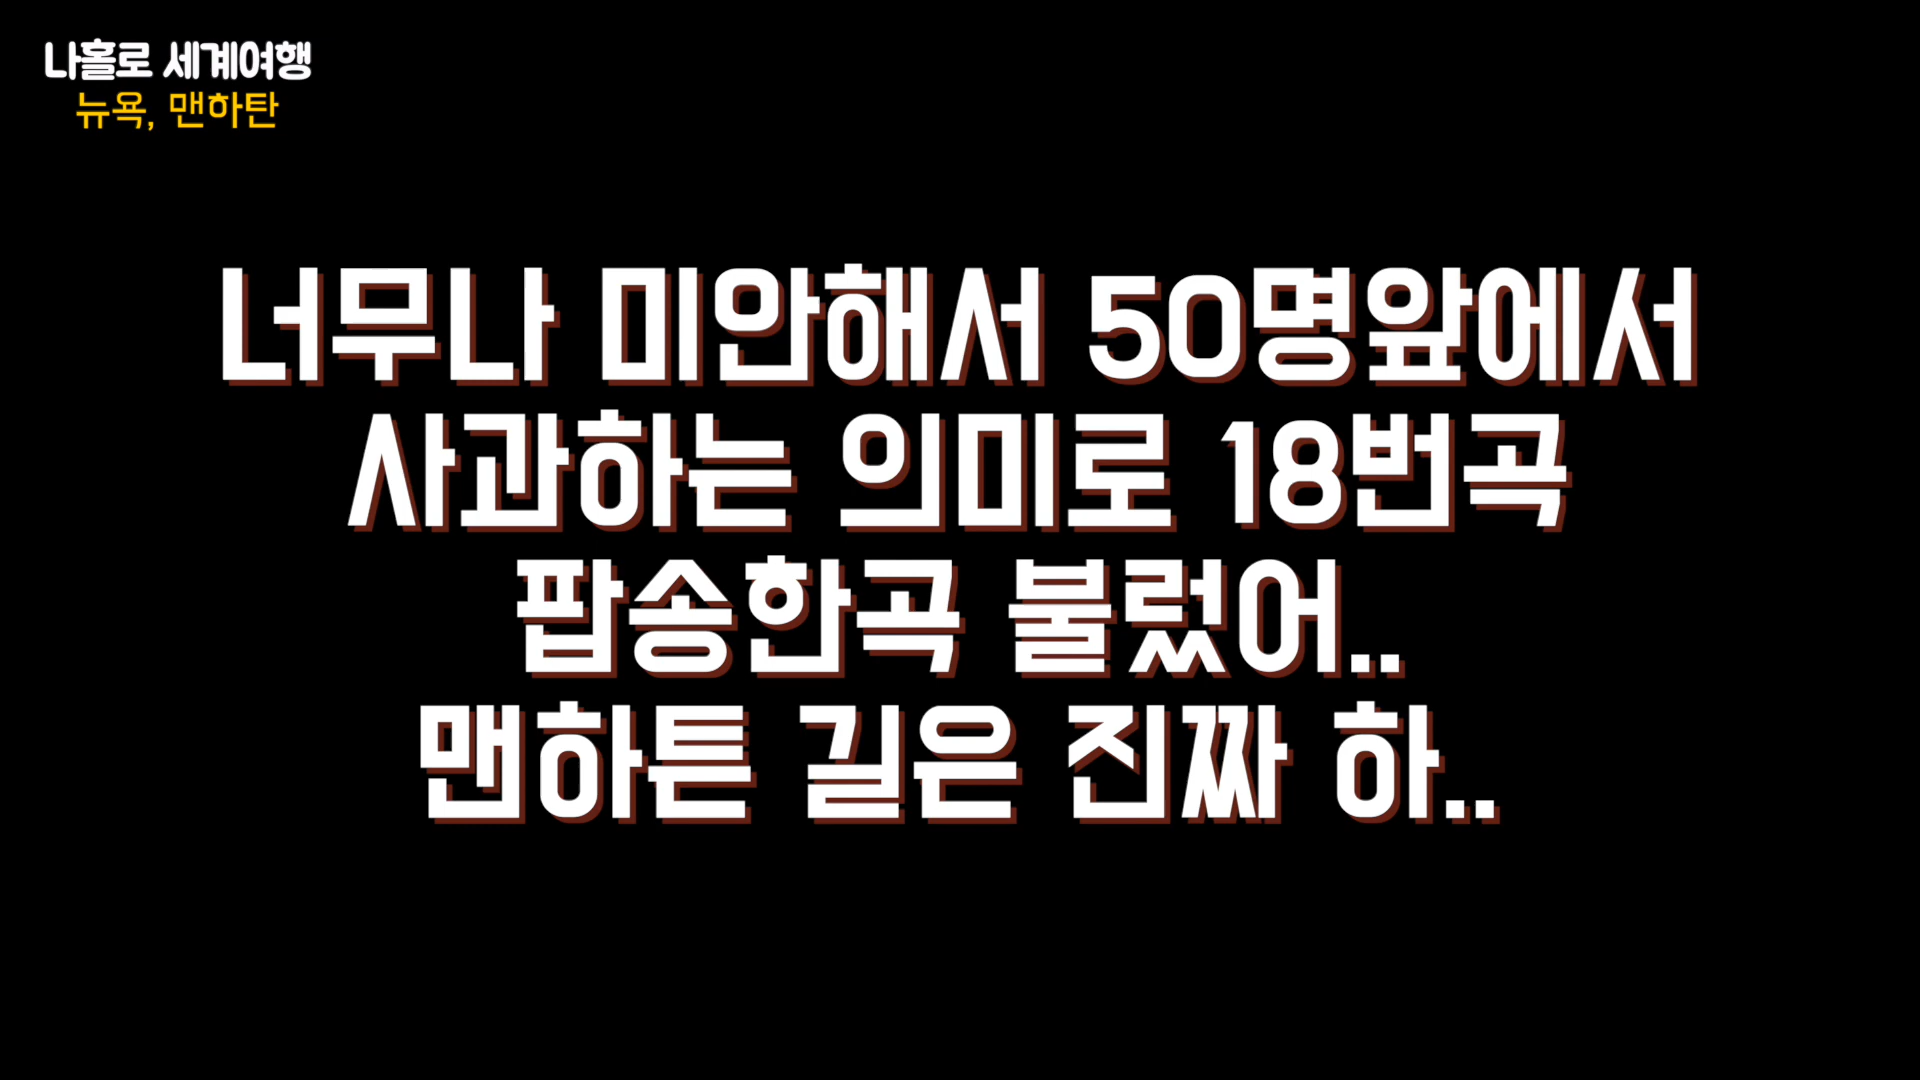 나홀로 세계여행
뉴욕, 맨하탄
너무나 미안해서 50명앞에서
사과하는 의미로 18번곡
팝송한곡 불렀어..
맨하튼 길은 진짜 하..